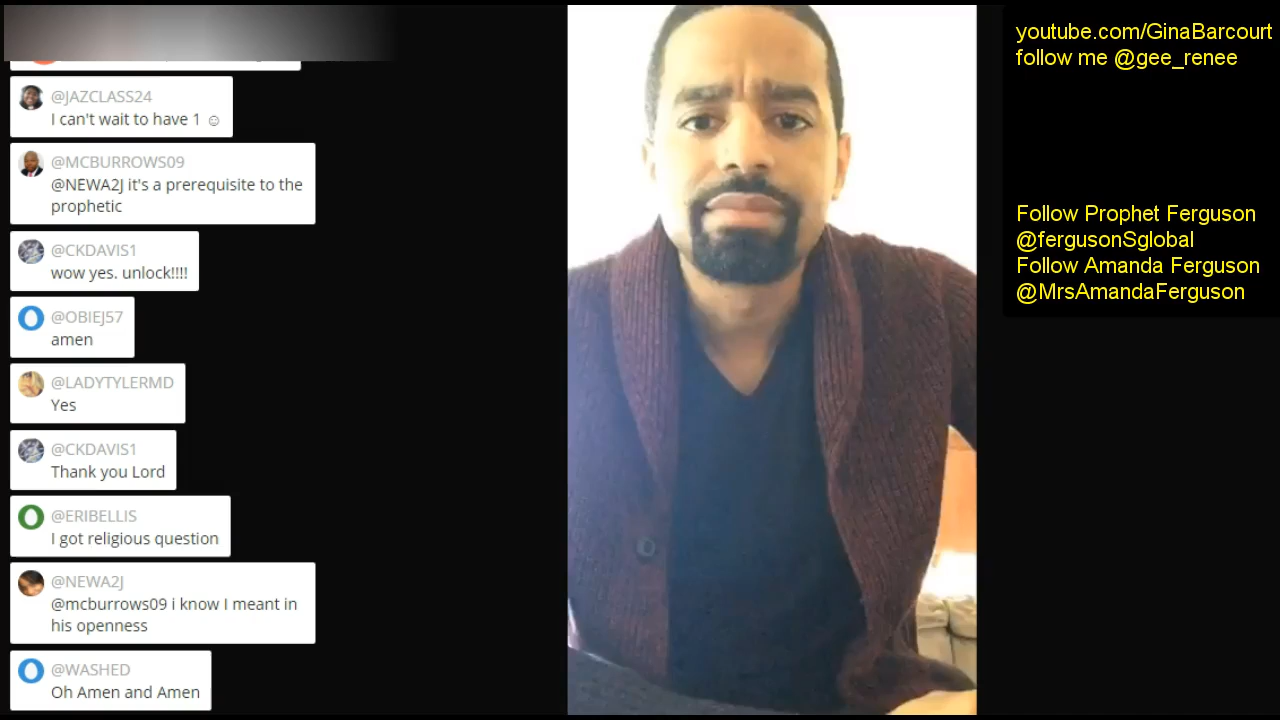 @JAZCLASS24
I can't wait to have 1 ☺
@MCBURROWS09
@NEWA2J it's a prerequisite to the
prophetic
@CKDAVIS1
wow yes. unlock!!!!
@OBIEJ57
amen
@LADYTYLERMD
Yes
@CKDAVIS1
Thank you Lord
@ERIBELLIS
I got religious question
@NEWA2J
@mcburrows09 i know I meant in
his openness
@WASHED
Oh Amen and Amen
youtube.com/GinaBarcourt
follow me @gee_renee
Follow Prophet Ferguson
@fergusonSglobal
Follow Amanda Ferguson
@MrsAmandaFerguson